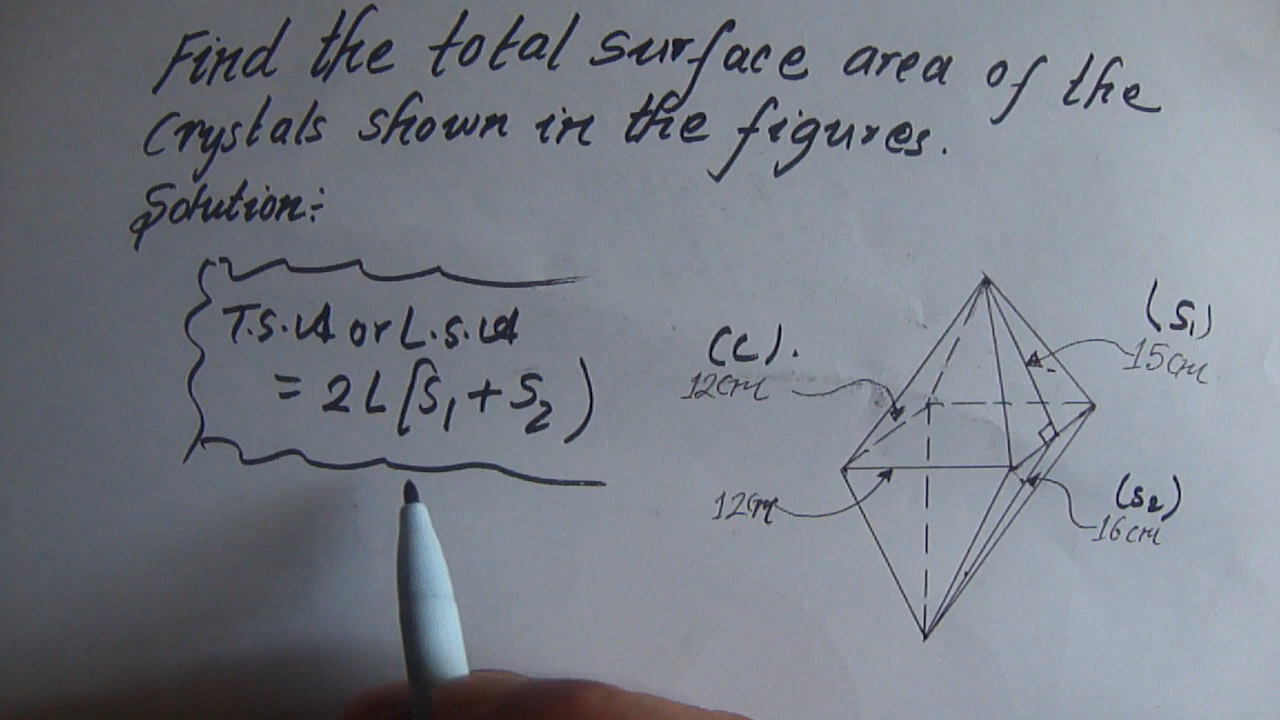 Find the total surface area of the
Crystals shown in the figures.
Solution:-
T.S.A or L.S.A
= 2L(S₁+S₂)
(L).
12cm
(S₁)
15cm
12cm
(S₂)
16cm